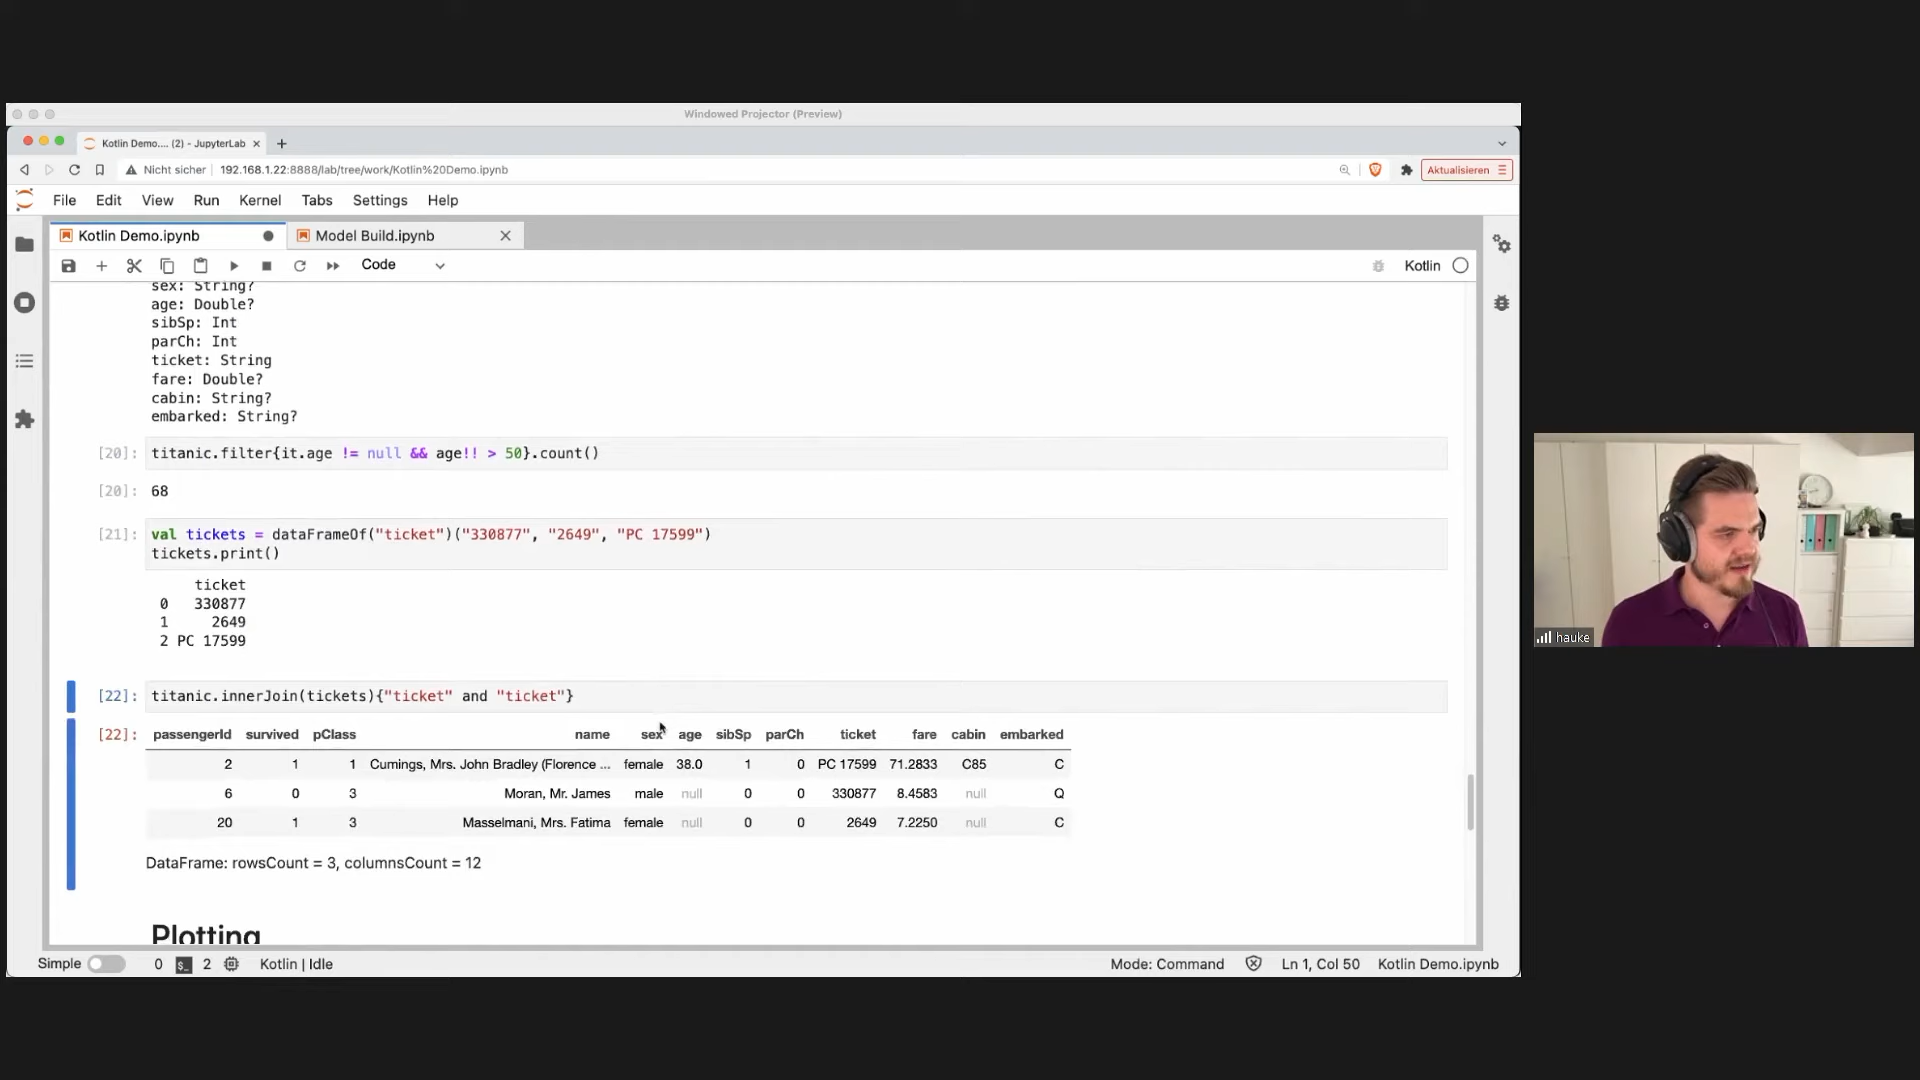 Windowed Projector (Preview)
Kotlin Demo.... (2) - JupyterLab
Nicht sicher 192.168.1.22:8888/lab/tree/work/Kotlin%20Demo.ipynb Aktualisieren
File Edit View Run Kernel Tabs Settings Help
Kotlin Demo.ipynb Model Build.ipynb
Code Kotlin
sex: String?
age: Double?
sibSp: Int
parCh: Int
ticket: String
fare: Double?
cabin: String?
embarked: String?
[20]: titanic.filter{it.age != null && age!! > 50}.count()
[20]: 68
[21]: val tickets = dataFrameOf("ticket")("330877", "2649", "PC 17599")
tickets.print()
ticket
0 330877
1 2649
2 PC 17599
[22]: titanic.innerJoin(tickets){"ticket" and "ticket"}
[22]: passengerId survived pClass name sex age sibSp parCh ticket fare cabin embarked
2 1 1 Cumings, Mrs. John Bradley (Florence ... female 38.0 1 0 PC 17599 71.2833 C85 C
6 0 3 Moran, Mr. James male null 0 0 330877 8.4583 null Q
20 1 3 Masselmani, Mrs. Fatima female null 0 0 2649 7.2250 null C
DataFrame: rowsCount = 3, columnsCount = 12
Plotting
Simple 0 2 Kotlin | Idle Mode: Command Ln 1, Col 50 Kotlin Demo.ipynb
hauke